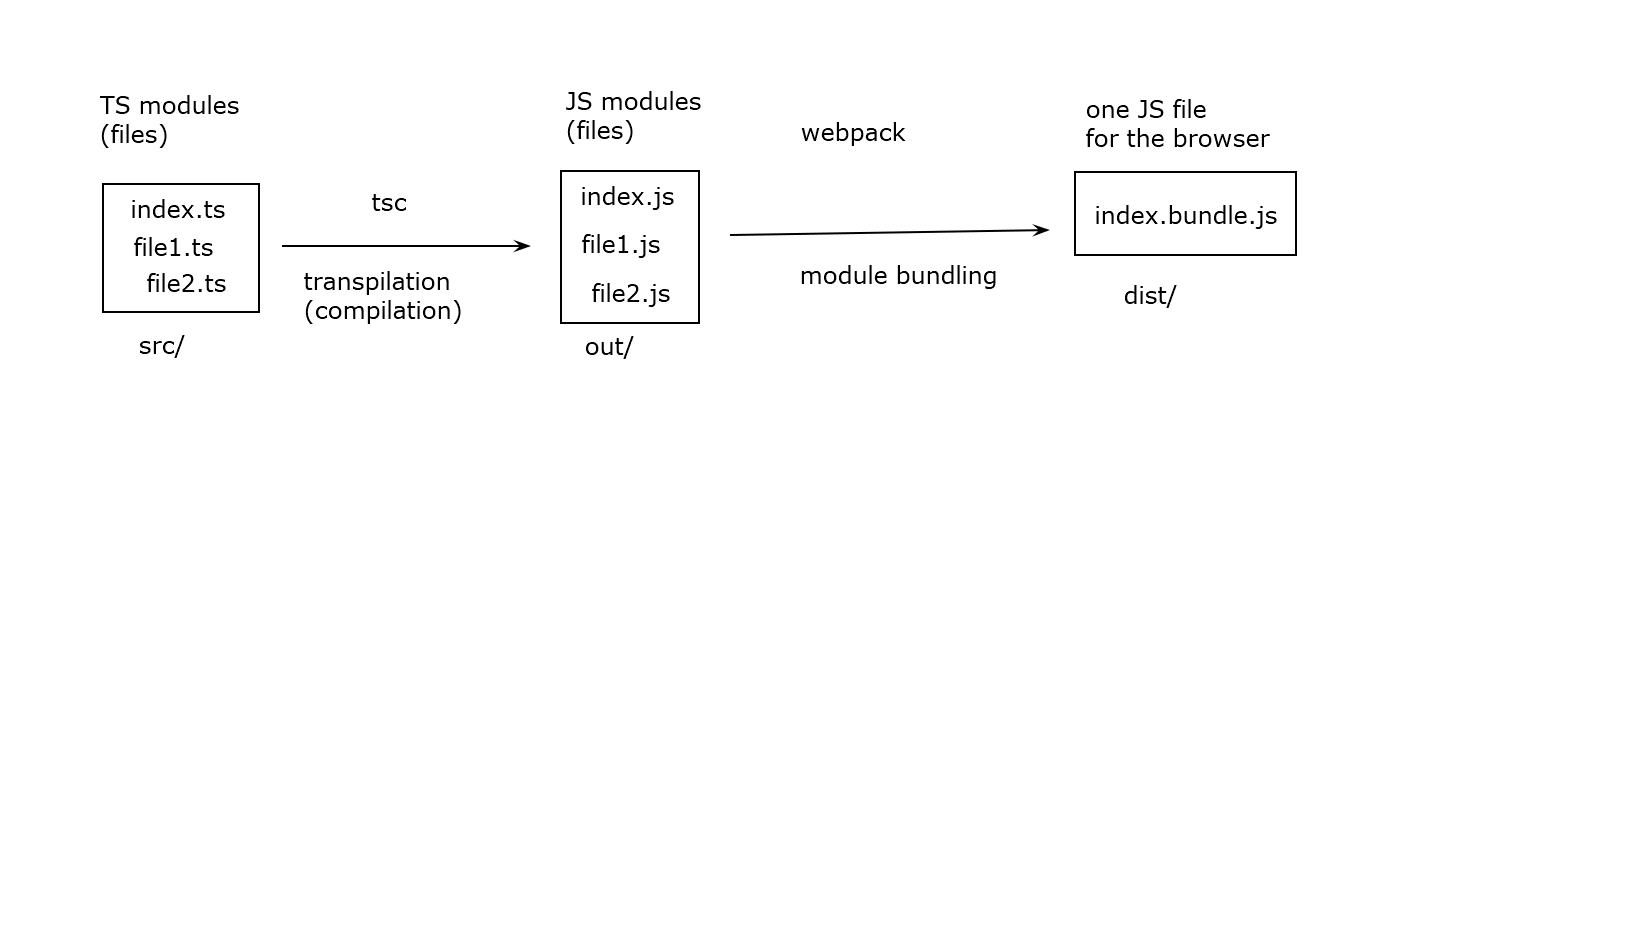 TS modules
(files)
index.ts
file1.ts
file2.ts
src/
tsc
transpilation
(compilation)
JS modules
(files)
index.js
file1.js
file2.js
out/
webpack
module bundling
one JS file
for the browser
index.bundle.js
dist/